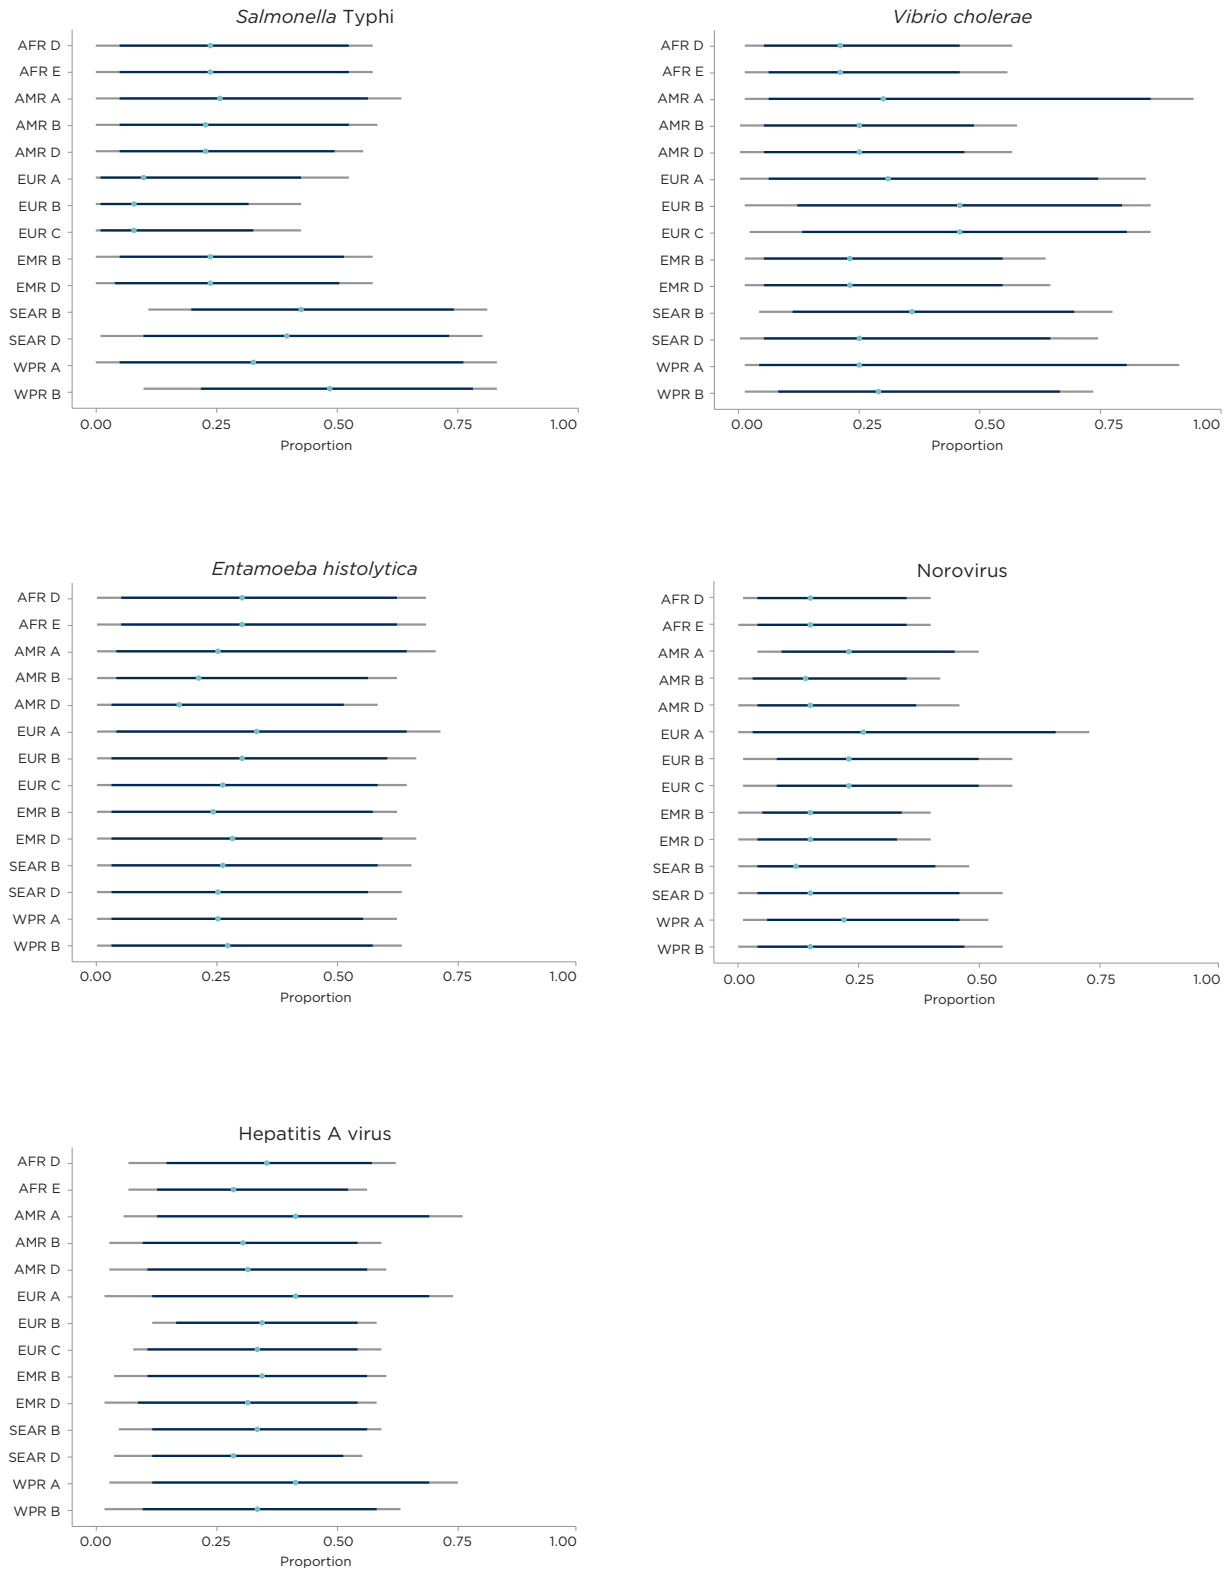 Salmonella Typhi
AFR D
AFR E
AMR A
AMR B
AMR D
EUR A
EUR B
EUR C
EMR B
EMR D
SEAR B
SEAR D
WPR A
WPR B
0.00 0.25 0.50 0.75 1.00
Proportion
Vibrio cholerae
AFR D
AFR E
AMR A
AMR B
AMR D
EUR A
EUR B
EUR C
EMR B
EMR D
SEAR B
SEAR D
WPR A
WPR B
0.00 0.25 0.50 0.75 1.00
Proportion
Entamoeba histolytica
AFR D
AFR E
AMR A
AMR B
AMR D
EUR A
EUR B
EUR C
EMR B
EMR D
SEAR B
SEAR D
WPR A
WPR B
0.00 0.25 0.50 0.75 1.00
Proportion
Norovirus
AFR D
AFR E
AMR A
AMR B
AMR D
EUR A
EUR B
EUR C
EMR B
EMR D
SEAR B
SEAR D
WPR A
WPR B
0.00 0.25 0.50 0.75 1.00
Proportion
Hepatitis A virus
AFR D
AFR E
AMR A
AMR B
AMR D
EUR A
EUR B
EUR C
EMR B
EMR D
SEAR B
SEAR D
WPR A
WPR B
0.00 0.25 0.50 0.75 1.00
Proportion